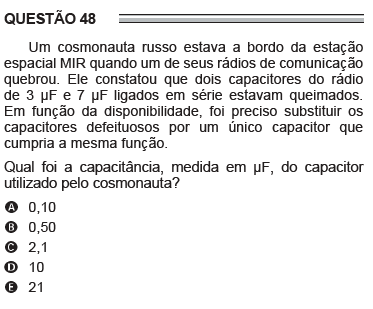 QUESTÃO 48
Um cosmonauta russo estava a bordo da estação
espacial MIR quando um de seus rádios de comunicação
quebrou. Ele constatou que dois capacitores do rádio
de 3 μF e 7 μF ligados em série estavam queimados.
Em função da disponibilidade, foi preciso substituir os
capacitores defeituosos por um único capacitor que
cumpria a mesma função.
Qual foi a capacitância, medida em μF, do capacitor
utilizado pelo cosmonauta?
A 0,10
B 0,50
C 2,1
D 10
E 21